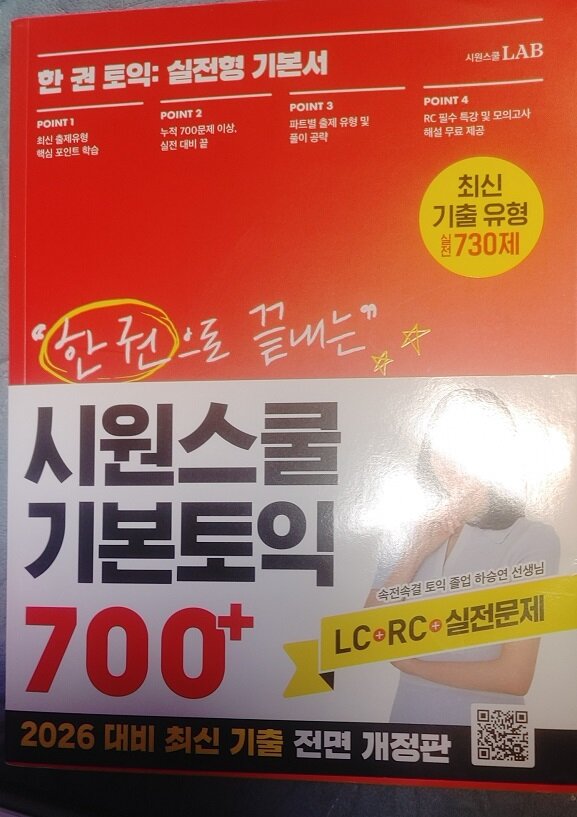 한 권 토익: 실전형 기본서
시원스쿨 LAB
POINT 1
최신 출제유형
핵심 포인트 학습
POINT 2
누적 700문제 이상,
실전 대비 끝
POINT 3
파트별 출제 유형 및
풀이 공략
POINT 4
RC 필수 특강 및 모의고사
해설 무료 제공
최신
기출 유형
실전 730제
“한 권으로 끝내는”
시원스쿨
기본토익
700+
속전속결 토익 졸업 하승연 선생님
LC+RC+실전문제
2026 대비 최신 기출 전면 개정판